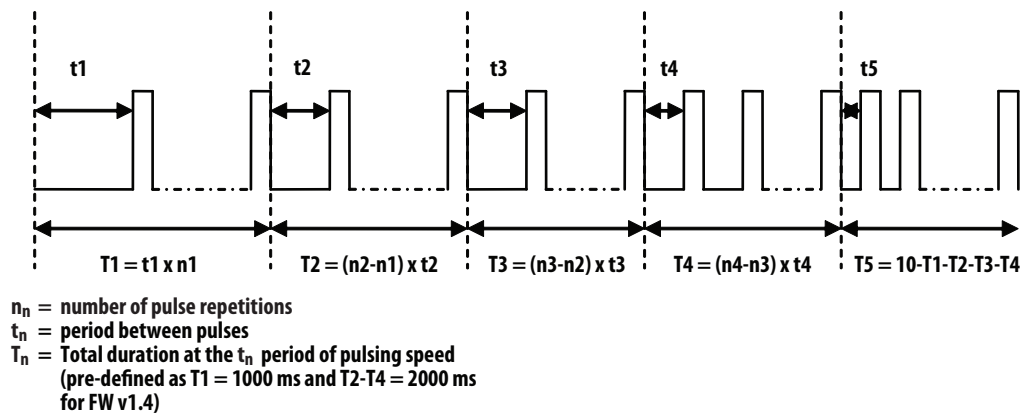 t1 t2 t3 t4 t5
T1 = t1 x n1 T2 = (n2-n1) x t2 T3 = (n3-n2) x t3 T4 = (n4-n3) x t4 T5 = 10-T1-T2-T3-T4
nn = number of pulse repetitions
tn = period between pulses
Tn = Total duration at the tn period of pulsing speed
(pre-defined as T1 = 1000 ms and T2-T4 = 2000 ms
for FW v1.4)